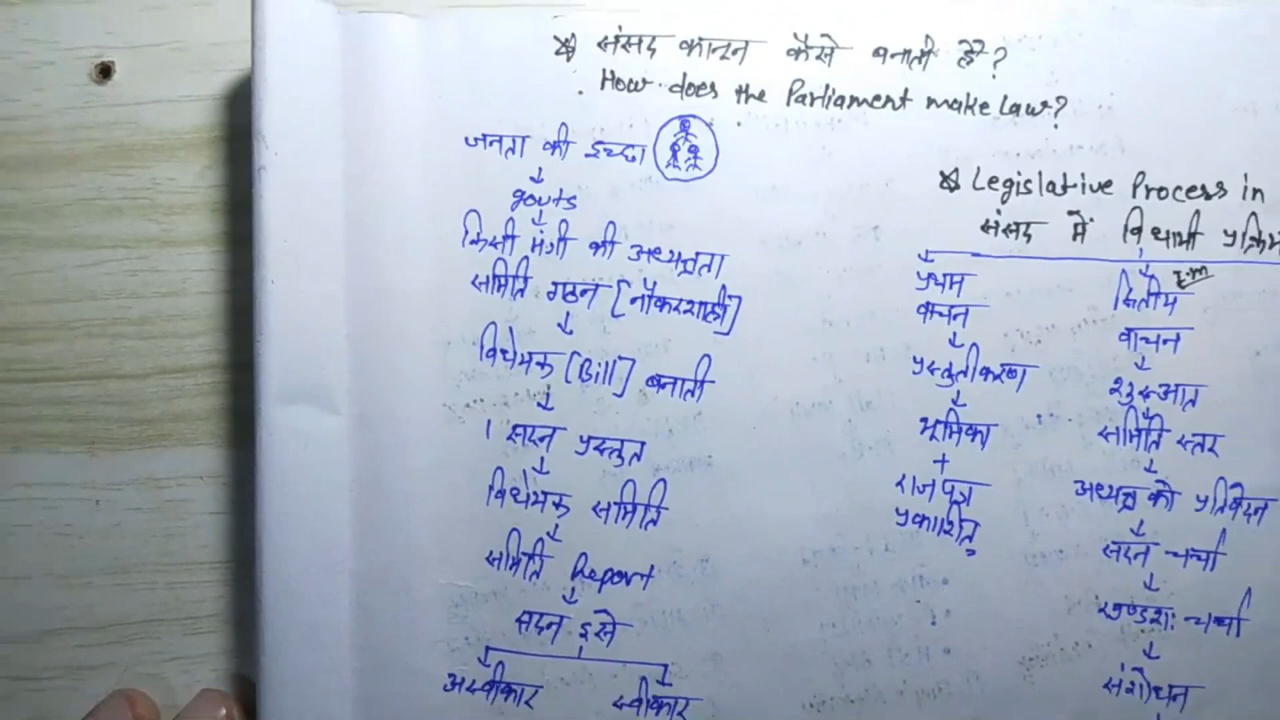 संसद कानून कैसे बनाती है?
How does the Parliament make Law?
जनता की इच्छा
govts
किसी मंत्री की अध्यक्षता
समिति गठन [नौकरशाही]
विधेयक [Bill] बनाती
1 सदन प्रस्तुत
विधेयक समिति
समिति Report
सदन इसे
अस्वीकार स्वीकार
Legislative Process in
संसद में विधायी
प्रथम
वाचन
प्रस्तुतीकरण
भूमिका
+
राजपत्र
प्रकाशित
द्वितीय
वाचन
शुरुआत
समिति स्तर
अध्यक्ष को प्रतिवेदन
सदन चर्चा
खण्डशः चर्चा
संशोधन